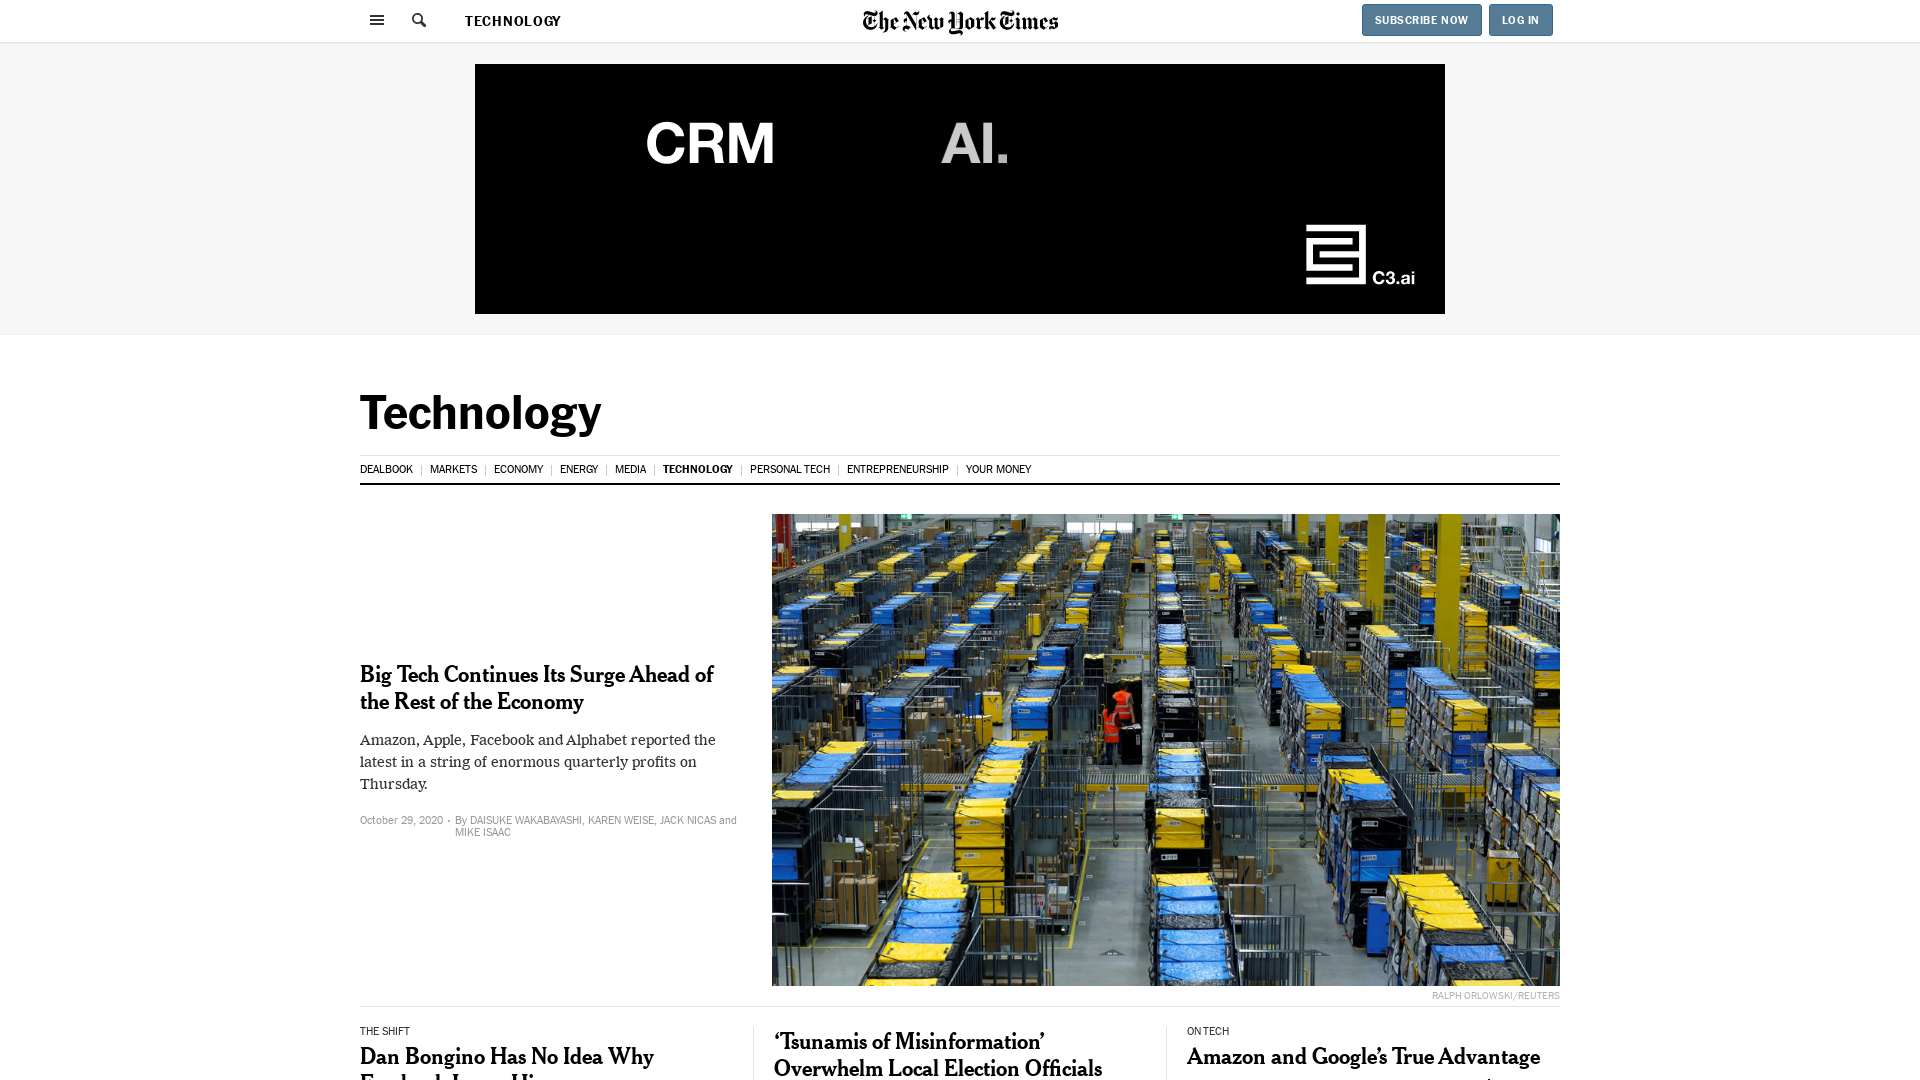 TECHNOLOGY
The New York Times
SUBSCRIBE NOW
LOG IN
CRM AI.
C3.ai
Technology
DEALBOOK
MARKETS
ECONOMY
ENERGY
MEDIA
TECHNOLOGY
PERSONAL TECH
ENTREPRENEURSHIP
YOUR MONEY
Big Tech Continues Its Surge Ahead of
the Rest of the Economy
Amazon, Apple, Facebook and Alphabet reported the
latest in a string of enormous quarterly profits on
Thursday.
October 29, 2020 • By DAISUKE WAKABAYASHI, KAREN WEISE, JACK NICAS and
MIKE ISAAC
RALPH ORLOWSKI/REUTERS
THE SHIFT
Dan Bongino Has No Idea Why
‘Tsunamis of Misinformation’
Overwhelm Local Election Officials
ON TECH
Amazon and Google’s True Advantage